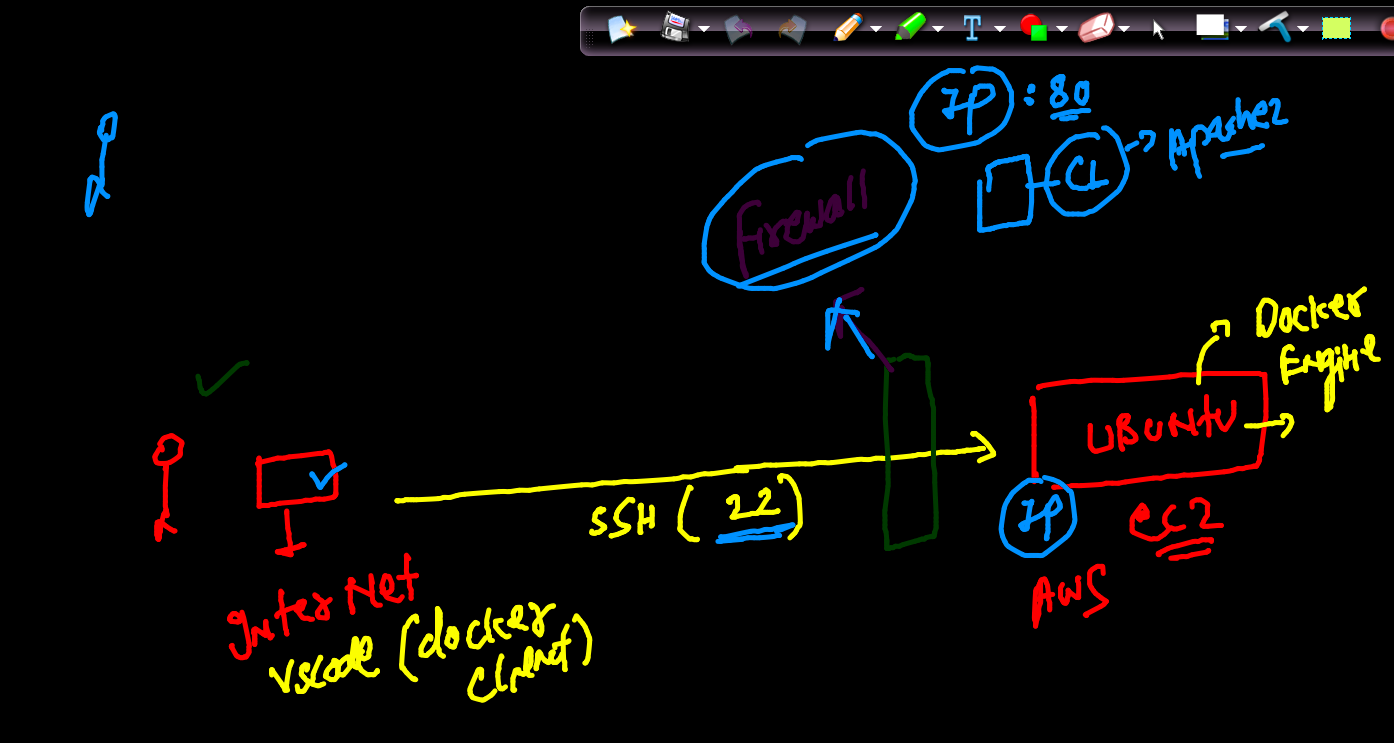 IP : 80
C1 → Apache2
Firewall
Docker
Engine
UBUNTU
SSH ( 22 )
IP
eC2
AWS
InterNet
vscode (docker
client)